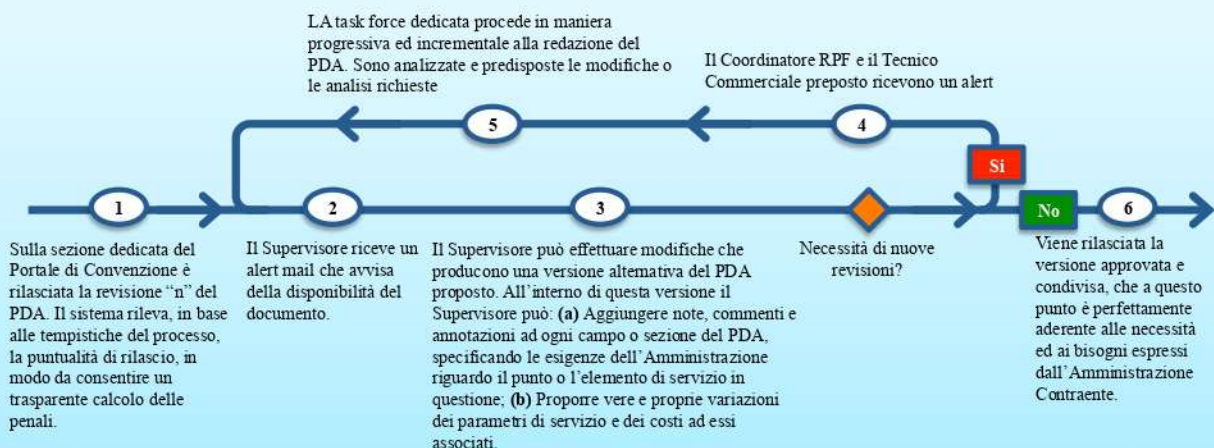 LA task force dedicata procede in maniera
progressiva ed incrementale alla redazione del
PDA. Sono analizzate e predisposte le modifiche o
le analisi richieste
Il Coordinatore RPF e il Tecnico
Commerciale preposto ricevono un alert
5
4
Si
1
2
3
No
6
Sulla sezione dedicata del
Portale di Convenzione è
rilasciata la revisione “n” del
PDA. Il sistema rileva, in base
alle tempistiche del processo,
la puntualità di rilascio, in
modo da consentire un
trasparente calcolo delle
penali.
Il Supervisore riceve un
alert mail che avvisa
della disponibilità del
documento.
Il Supervisore può effettuare modifiche che
producono una versione alternativa del PDA
proposto. All’interno di questa versione il
Supervisore può: (a) Aggiungere note, commenti e
annotazioni ad ogni campo o sezione del PDA,
specificando le esigenze dell’Amministrazione
riguardo il punto o l’elemento di servizio in
questione; (b) Proporre vere e proprie variazioni
dei parametri di servizio e dei costi ad essi
associati.
Necessità di nuove
revisioni?
Viene rilasciata la
versione approvata e
condivisa, che a questo
punto è perfettamente
aderente alle necessità
ed ai bisogni espressi
dall’Amministrazione
Contraente.